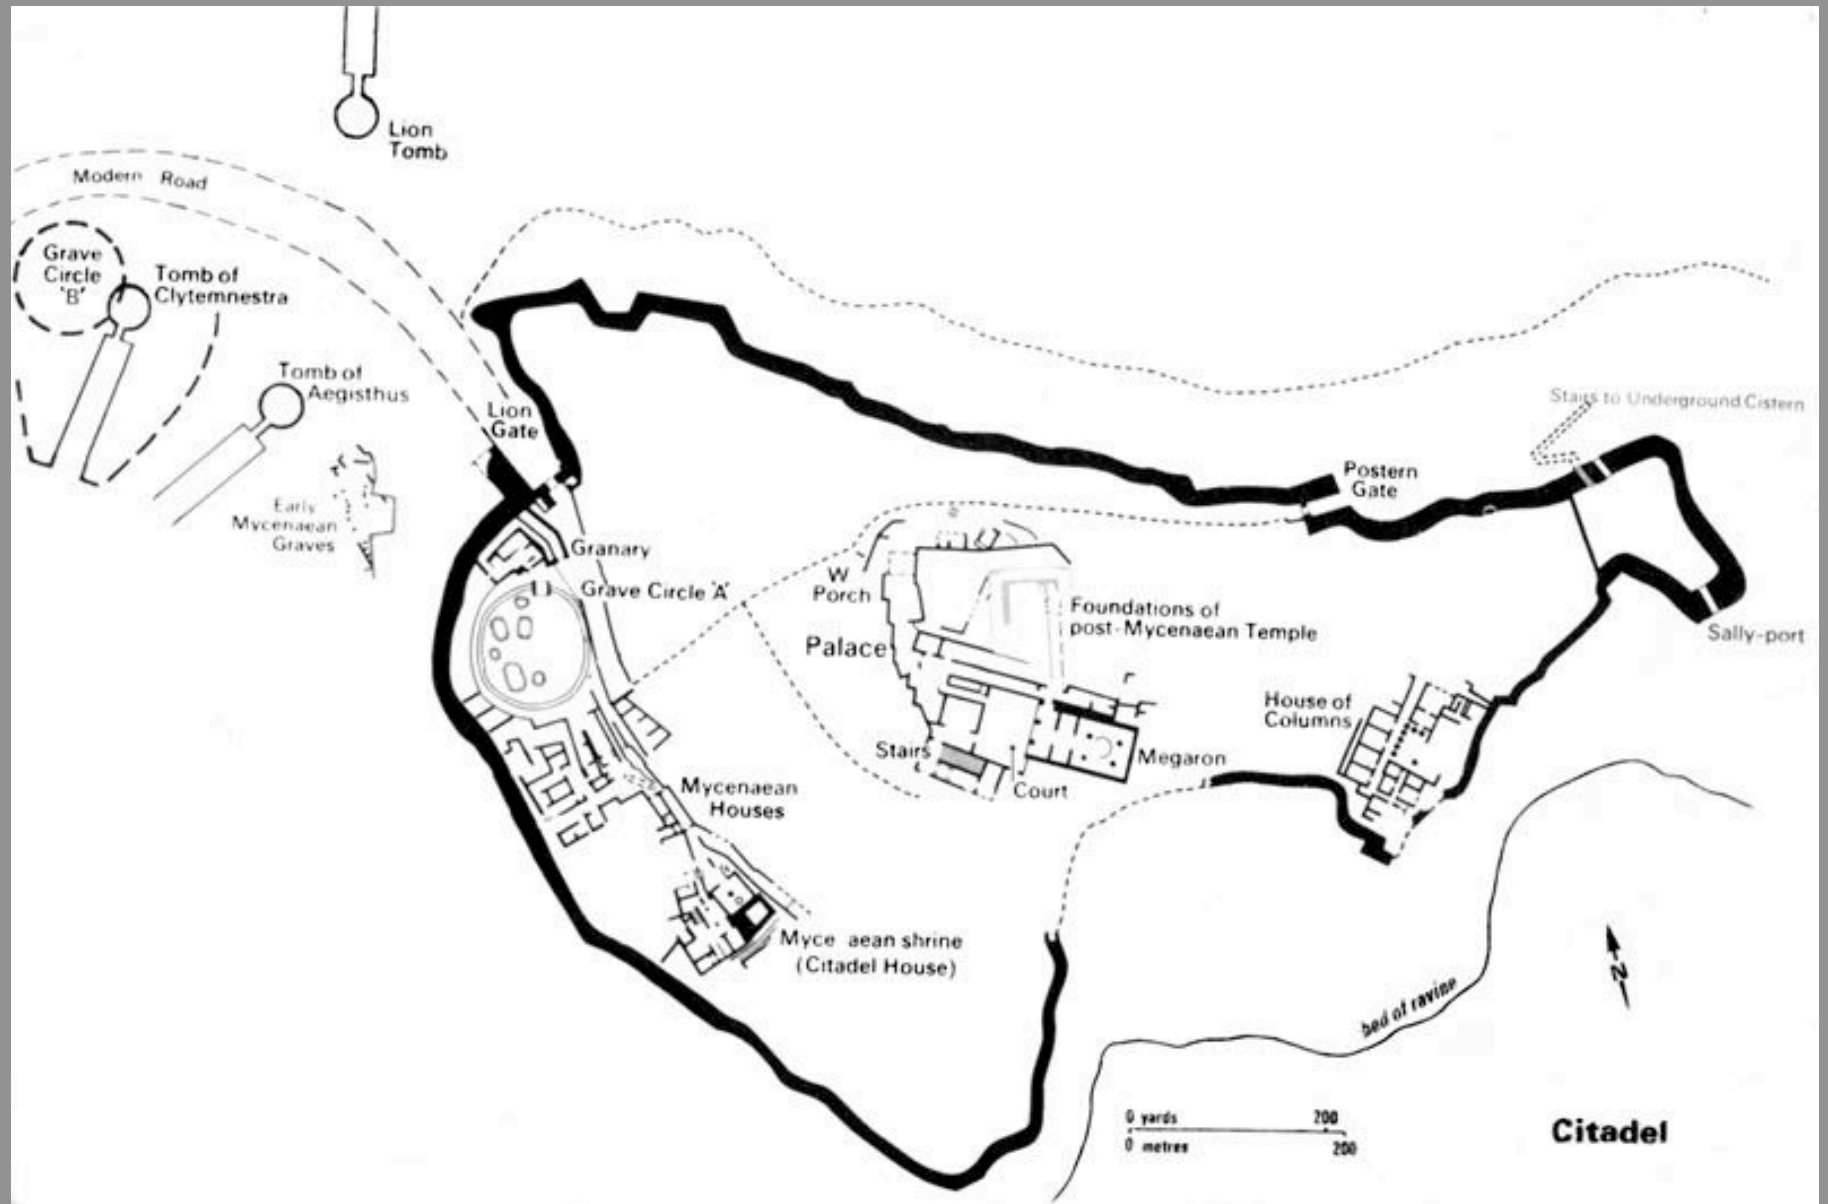 Lion
Tomb
Modern Road
Grave
Circle
'B'
Tomb of
Clytemnestra
Tomb of
Aegisthus
Lion
Gate
Early
Mycenaean
Graves
Granary
Grave Circle 'A'
W
Porch
Palace
Foundations of
post-Mycenaean Temple
Stairs to Underground Cistern
Postern
Gate
Sally-port
House of
Columns
Stairs
Megaron
Court
Mycenaean
Houses
Myce aean shrine
(Citadel House)
bed of ravine
N
0 yards 200
0 metres 200
Citadel